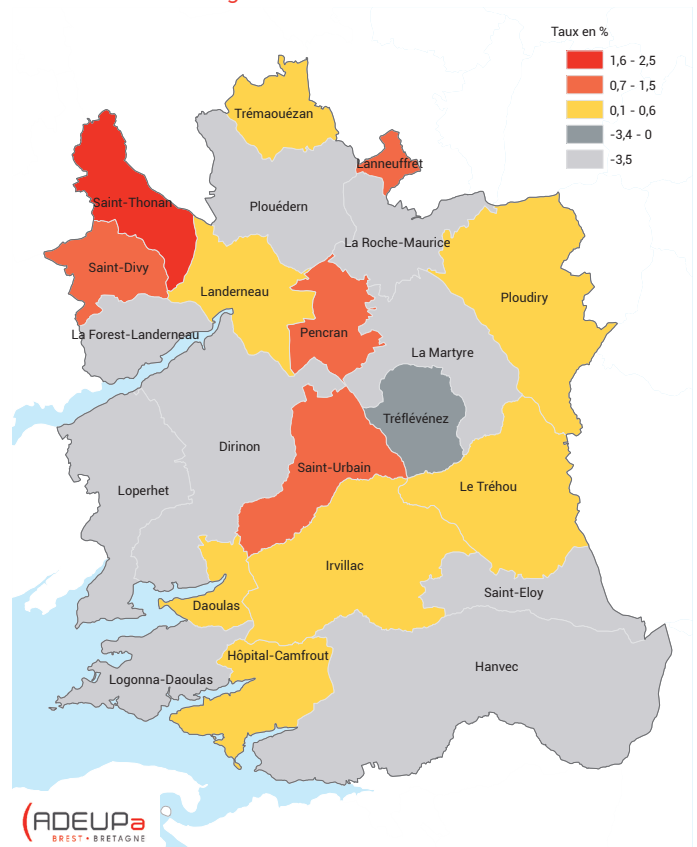 Taux en %
1,6 - 2,5
0,7 - 1,5
0,1 - 0,6
-3,4 - 0
-3,5
Trémaouézan
Lanneuffret
Saint-Thonan
Plouédern
La Roche-Maurice
Saint-Divy
Landerneau
Ploudiry
La Forest-Landerneau
Pencran
La Martyre
Tréflévénez
Dirinon
Saint-Urbain
Loperhet
Le Tréhou
Irvillac
Saint-Eloy
Daoulas
Hôpital-Camfrout
Hanvec
Logonna-Daoulas
ADEUPa
BREST • BRETAGNE